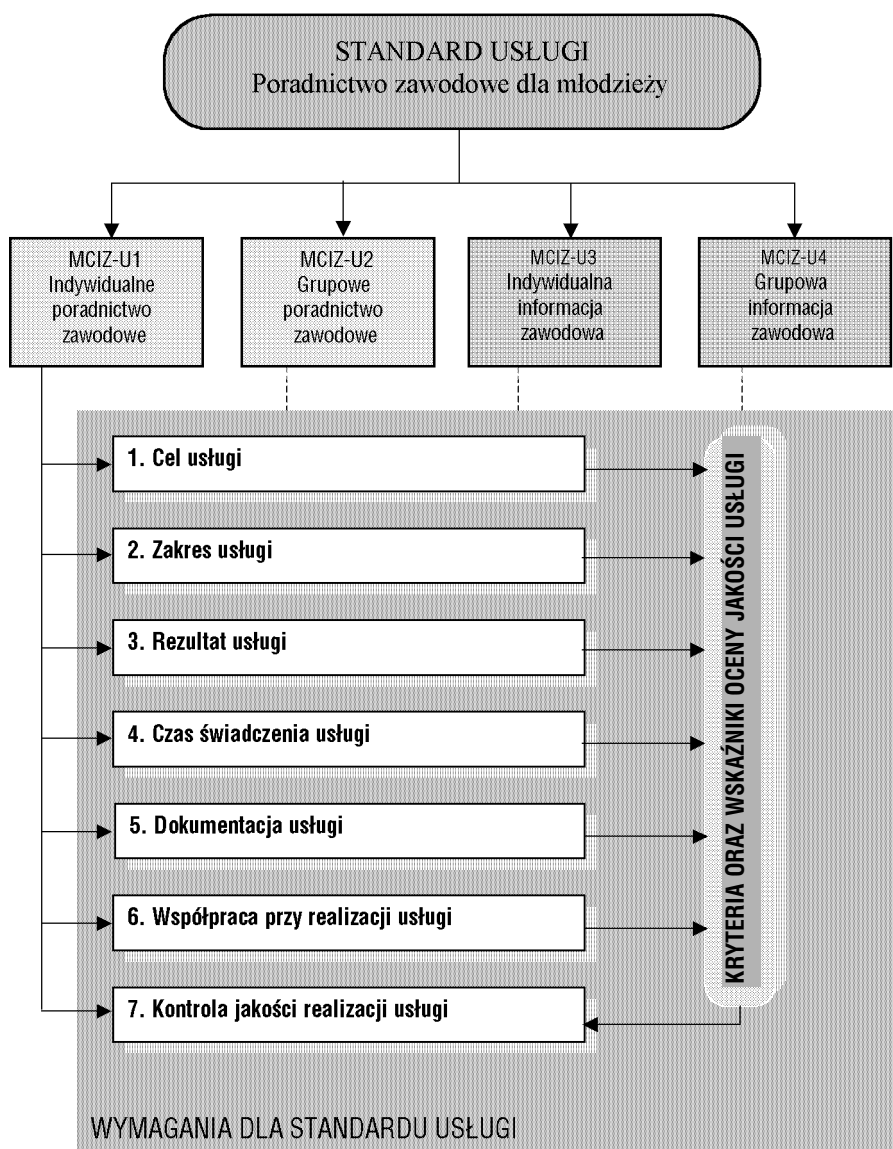 STANDARD USŁUGI
Poradnictwo zawodowe dla młodzieży
MCIZ-U1
Indywidualne
poradnictwo
zawodowe
MCIZ-U2
Grupowe
poradnictwo
zawodowe
MCIZ-U3
Indywidualna
informacja
zawodowa
MCIZ-U4
Grupowa
informacja
zawodowa
1. Cel usługi
2. Zakres usługi
3. Rezultat usługi
4. Czas świadczenia usługi
5. Dokumentacja usługi
6. Współpraca przy realizacji usługi
7. Kontrola jakości realizacji usługi
KRYTERIA ORAZ WSKAŹNIKI OCENY JAKOŚCI USŁUGI
WYMAGANIA DLA STANDARDU USŁUGI